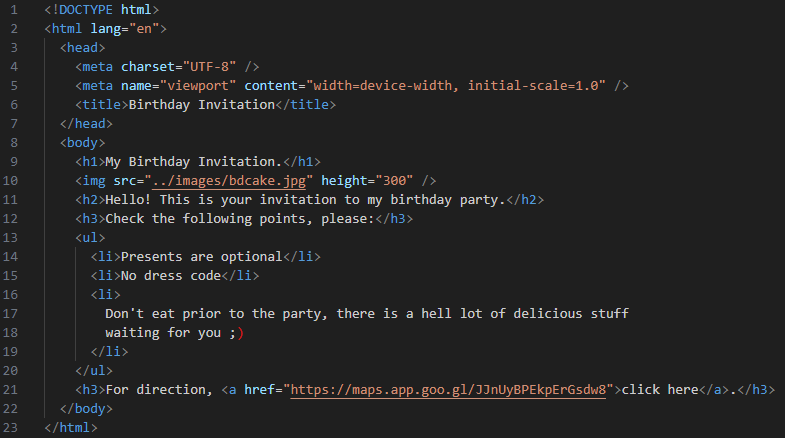 1 <!DOCTYPE html>
2 <html lang="en">
3 <head>
4 <meta charset="UTF-8" />
5 <meta name="viewport" content="width=device-width, initial-scale=1.0" />
6 <title>Birthday Invitation</title>
7 </head>
8 <body>
9 <h1>My Birthday Invitation.</h1>
10 <img src="../images/bdcake.jpg" height="300" />
11 <h2>Hello! This is your invitation to my birthday party.</h2>
12 <h3>Check the following points, please:</h3>
13 <ul>
14 <li>Presents are optional</li>
15 <li>No dress code</li>
16 <li>
17 Don't eat prior to the party, there is a hell lot of delicious stuff
18 waiting for you ;)
19 </li>
20 </ul>
21 <h3>For direction, <a href="https://maps.app.goo.gl/JJnUyBPEkpErGsdw8">click here</a>.</h3>
22 </body>
23 </html>